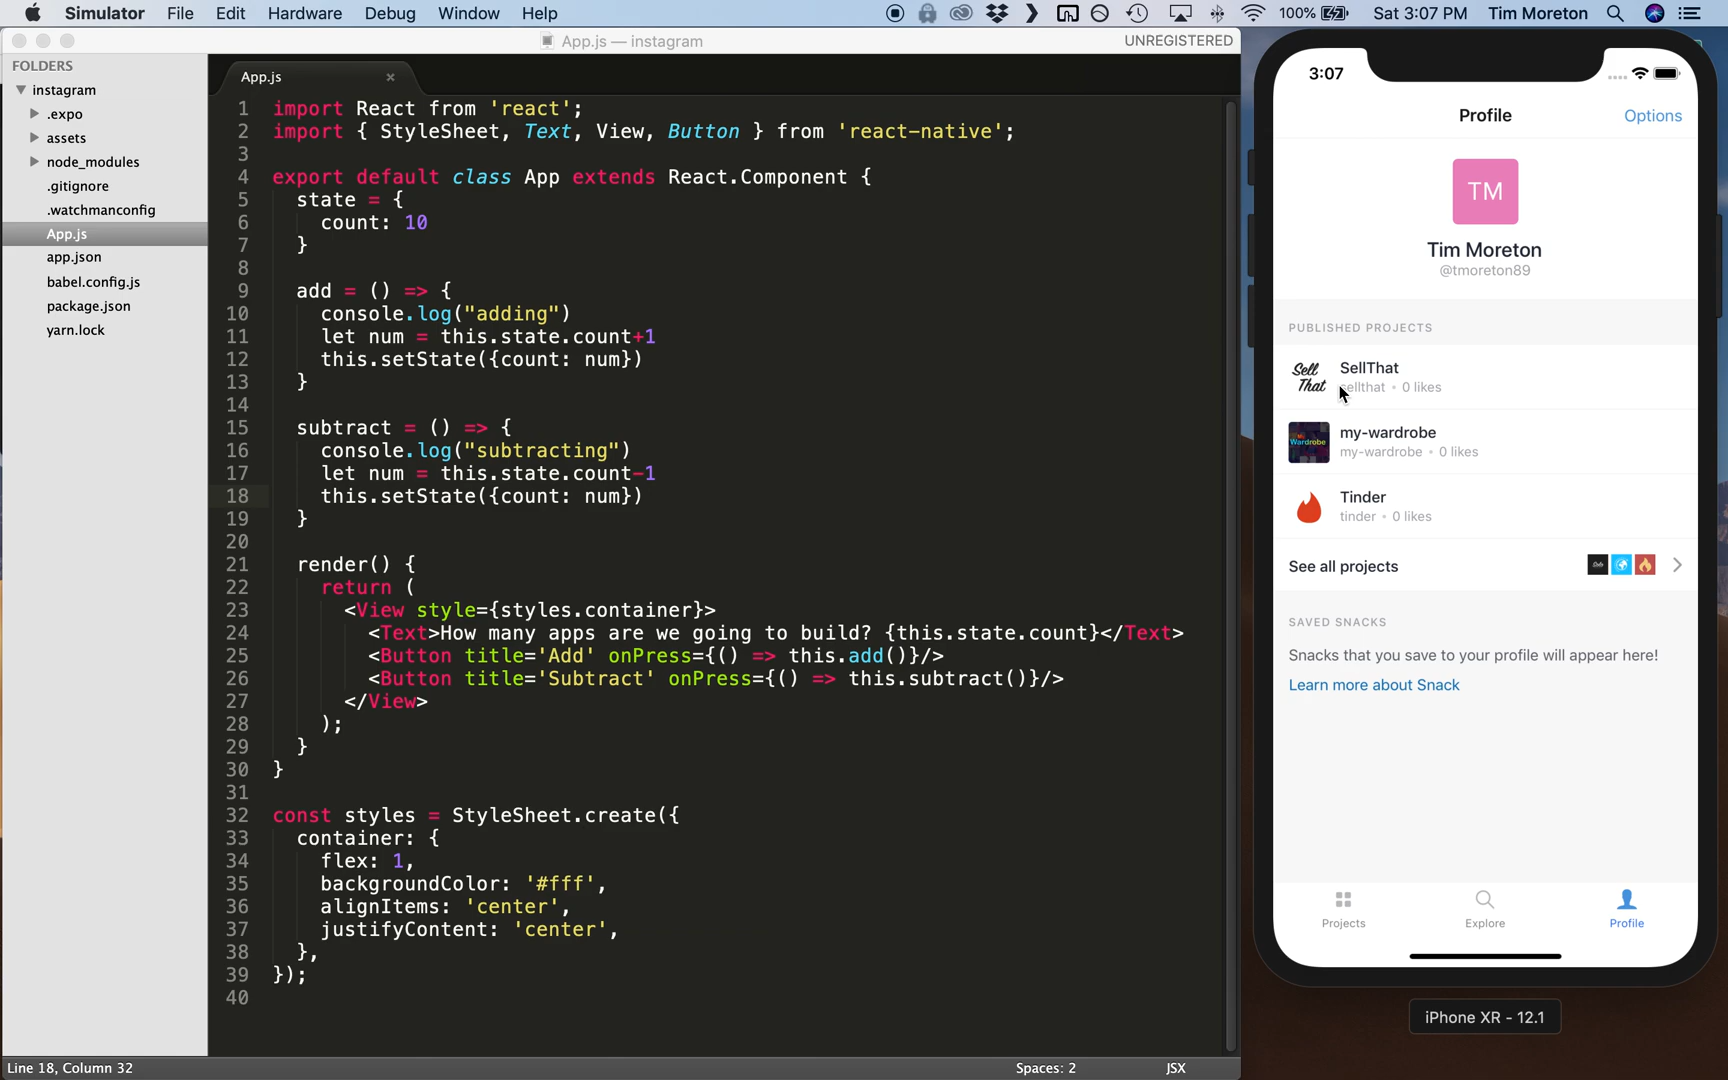 Simulator File Edit Hardware Debug Window Help 100% Sat 3:07 PM Tim Moreton
App.js — instagram UNREGISTERED
FOLDERS
instagram
.expo
assets
node_modules
.gitignore
.watchmanconfig
App.js
app.json
babel.config.js
package.json
yarn.lock
App.js ×
1 import React from 'react';
2 import { StyleSheet, Text, View, Button } from 'react-native';
3
4 export default class App extends React.Component {
5 state = {
6 count: 10
7 }
8
9 add = () => {
10 console.log("adding")
11 let num = this.state.count+1
12 this.setState({count: num})
13 }
14
15 subtract = () => {
16 console.log("subtracting")
17 let num = this.state.count-1
18 this.setState({count: num})
19 }
20
21 render() {
22 return (
23 <View style={styles.container}>
24 <Text>How many apps are we going to build? {this.state.count}</Text>
25 <Button title='Add' onPress={() => this.add()}/>
26 <Button title='Subtract' onPress={() => this.subtract()}/>
27 </View>
28 );
29 }
30 }
31
32 const styles = StyleSheet.create({
33 container: {
34 flex: 1,
35 backgroundColor: '#fff',
36 alignItems: 'center',
37 justifyContent: 'center',
38 },
39 });
40
Line 18, Column 32 Spaces: 2 JSX
3:07
Profile Options
TM
Tim Moreton
@tmoreton89
PUBLISHED PROJECTS
Sell That
SellThat
sellthat • 0 likes
Wardrobe
my-wardrobe
my-wardrobe • 0 likes
Tinder
tinder • 0 likes
See all projects
SAVED SNACKS
Snacks that you save to your profile will appear here!
Learn more about Snack
Projects Explore Profile
iPhone XR - 12.1